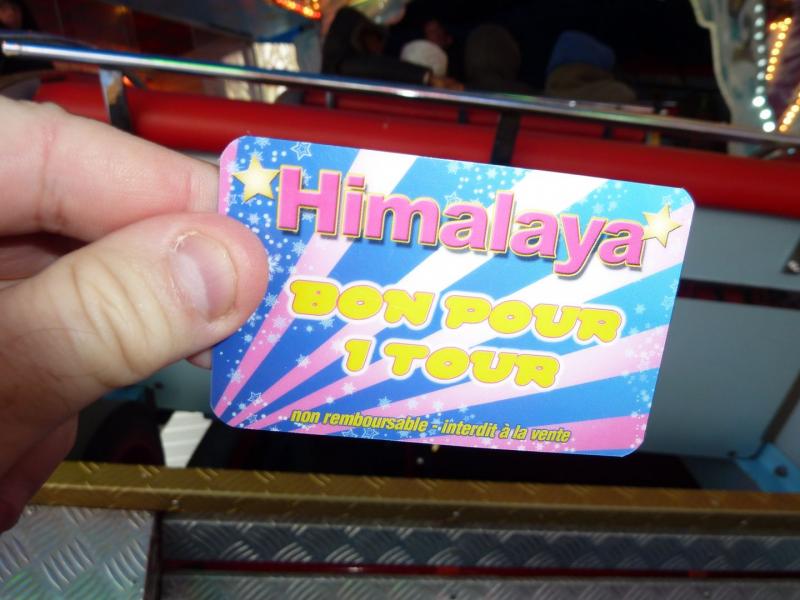 Himalaya
BON POUR
1 TOUR
non remboursable - interdit à la vente